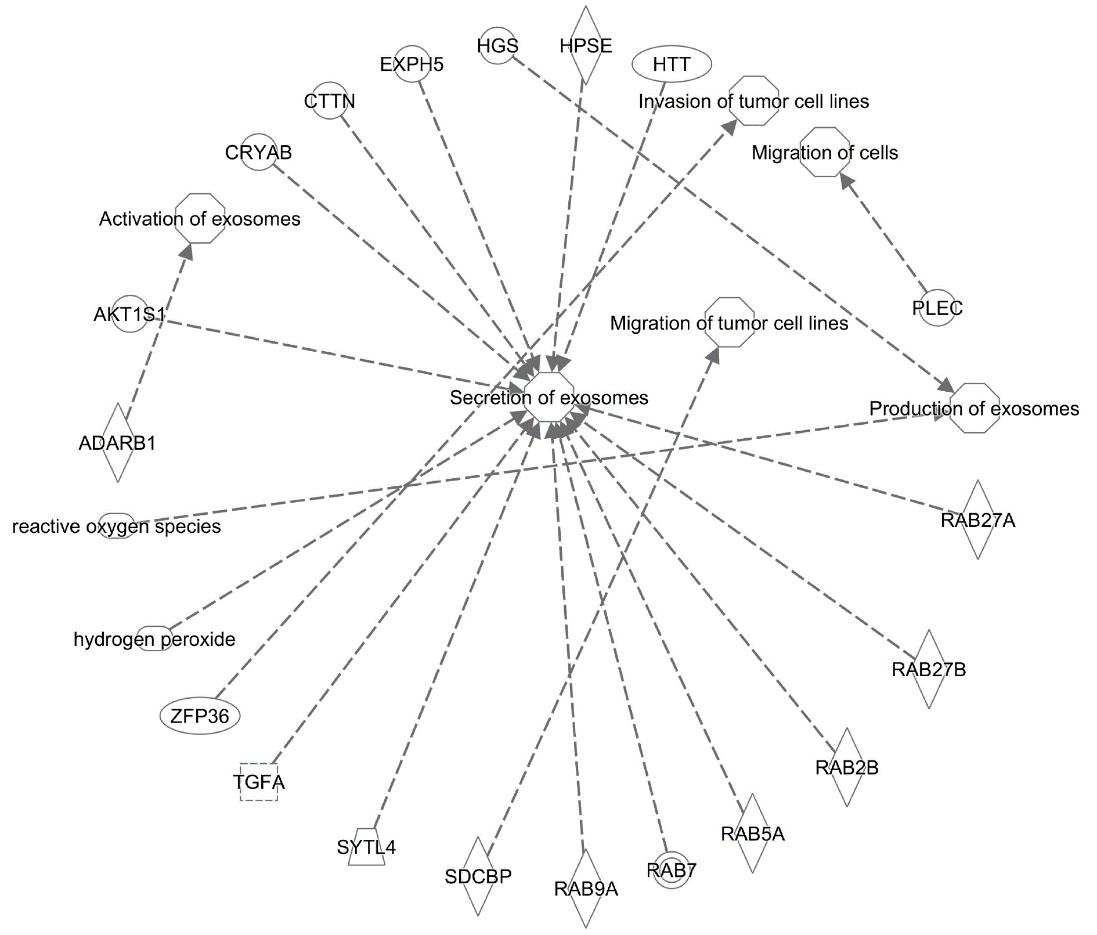 HGS
HPSE
HTT
EXPH5
CTTN
Invasion of tumor cell lines
CRYAB
Migration of cells
Activation of exosomes
AKT1S1
PLEC
Migration of tumor cell lines
Secretion of exosomes
Production of exosomes
ADARB1
reactive oxygen species
RAB27A
hydrogen peroxide
RAB27B
ZFP36
TGFA
RAB2B
SYTL4
RAB5A
SDCBP
RAB9A
RAB7